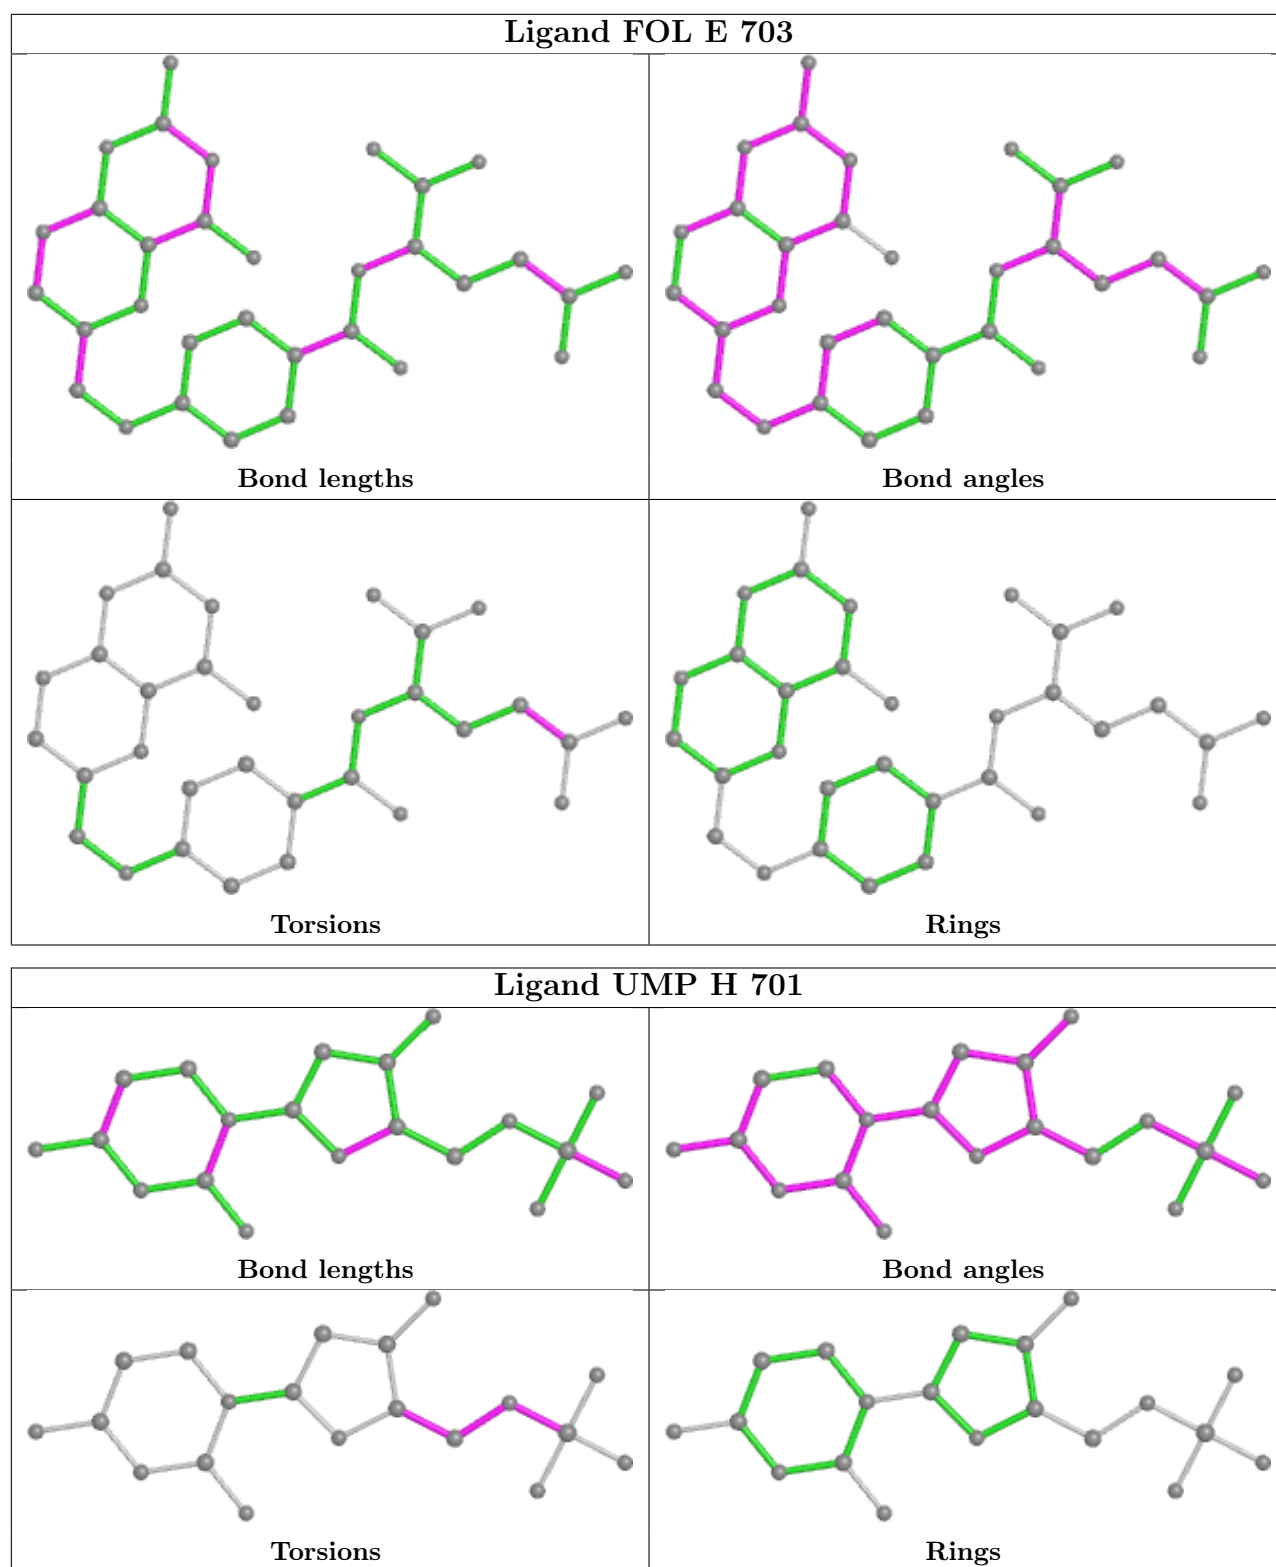 Ligand FOL E 703
Bond lengths
Bond angles
Torsions
Rings
Ligand UMP H 701
Bond lengths
Bond angles
Torsions
Rings